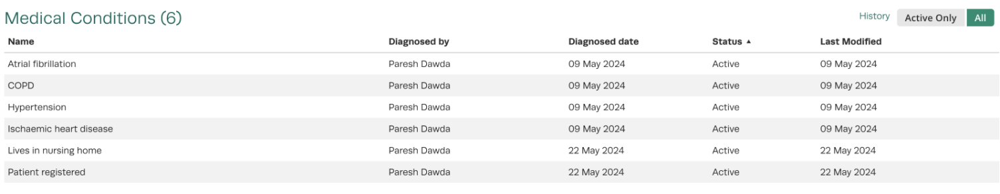 Medical Conditions (6)
History Active Only All
Name Diagnosed by Diagnosed date Status ▲ Last Modified
Atrial fibrillation Paresh Dawda 09 May 2024 Active 09 May 2024
COPD Paresh Dawda 09 May 2024 Active 09 May 2024
Hypertension Paresh Dawda 09 May 2024 Active 09 May 2024
Ischaemic heart disease Paresh Dawda 09 May 2024 Active 09 May 2024
Lives in nursing home Paresh Dawda 22 May 2024 Active 22 May 2024
Patient registered Paresh Dawda 22 May 2024 Active 22 May 2024